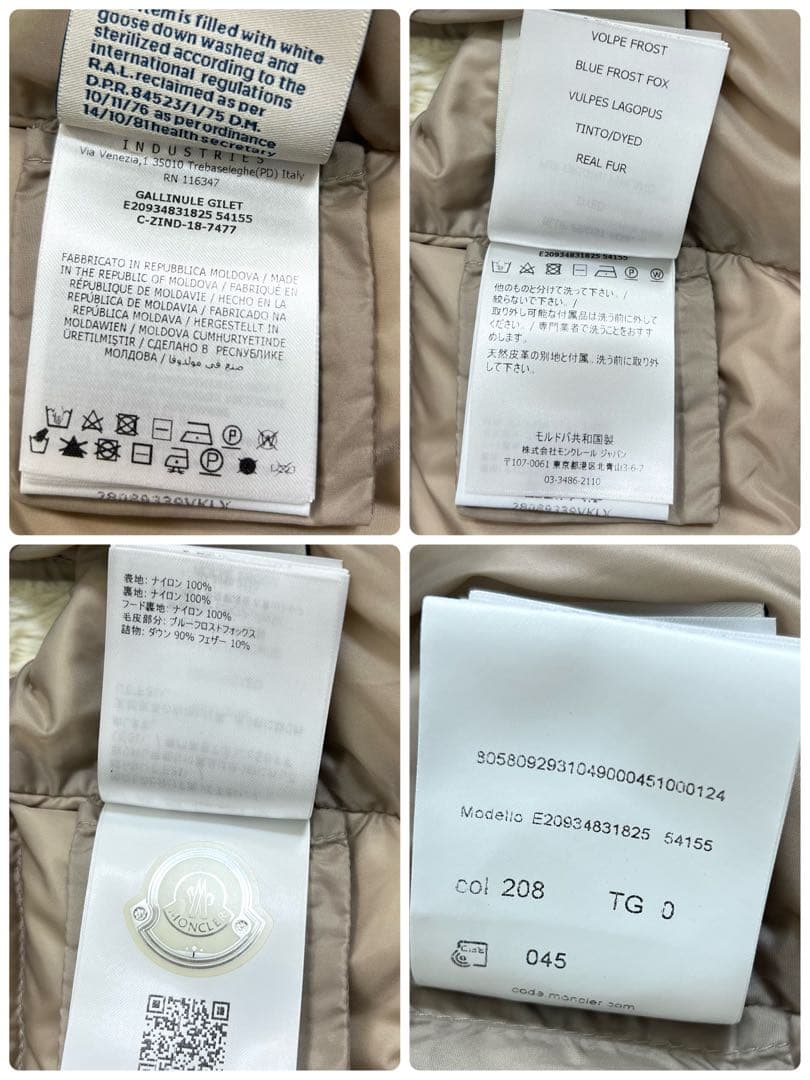 item is filled with white
goose down washed and
sterilized according to the
international regulations
R.A.L.reclaimed as per
D.P.R. 84523/1/75 D.M.
10/11/76 as per ordinance
14/10/81 health secretary
INDUSTRIES
Via Venezia,1 35010 Trebaseleghe(PD) Italy
RN 116347
GALLINULE GILET
E20934831825 54155
C-ZIND-18-7477
FABBRICATO IN REPUBBLICA MOLDOVA / MADE
IN THE REPUBLIC OF MOLDOVA / FABRIQUÉ EN
RÉPUBLIQUE DE MOLDAVIE / HECHO EN LA
REPÚBLICA DE MOLDAVIA / FABRICADO NA
REPÚBLICA MOLDOVA / HERGESTELLT IN
MOLDAWIEN / MOLDOVA CUMHURIYETINDE
ÜRETILMIŞTIR / СДЕЛАНО В РЕСПУБЛИКЕ
МОЛДОВА / صنع في مولدوفا
VOLPE FROST
BLUE FROST FOX
VULPES LAGOPUS
TINTO/DYED
REAL FUR
E20934831825 54155
他のものと分けて洗って下さい。/
絞らないで下さい。/
取り外し可能な付属品は洗う前に外して
ください。/ 専門業者で洗うことをおすす
めします。
天然皮革の別地と付属、洗う前に取り外
して下さい。
モルドバ共和国製
株式会社モンクレール ジャパン
〒107-0061 東京都港区北青山3-6-7
03-3486-2110
表地: ナイロン 100%
裏地: ナイロン 100%
フード裏地: ナイロン 100%
毛皮部分: ブルーフロストフォックス
詰物: ダウン 90% フェザー 10%
MONCLER
8058092931049000451000124
Modello E20934831825 54155
col 208 TG 0
045
code.moncler.com